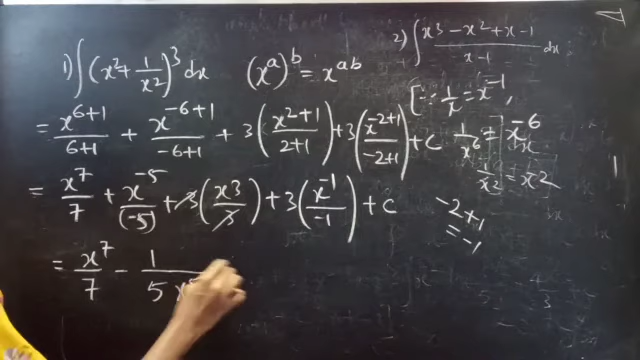 1) ∫(x² + 1/x²)³ dx (xᵃ)ᵇ = xᵃᵇ
2) ∫ (x³ - x² + x - 1)/(x - 1) dx
= x⁶⁺¹/(6+1) + x⁻⁶⁺¹/(-6+1) + 3(x²⁺¹/(2+1)) + 3(x⁻²⁺¹/(-2+1)) + C
[∵ 1/x = x⁻¹,
1/x⁶ = x⁻⁶
1/x² = x2
= x⁷/7 + x⁻⁵/(-5) + 3(x3/3) + 3(x⁻¹/-1) + C
-2+1
= -1
= x⁷/7 - 1/5x